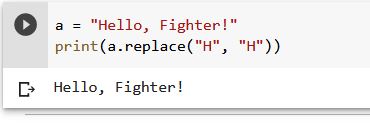 a = "Hello, Fighter!"
print(a.replace("H", "H"))
Hello, Fighter!